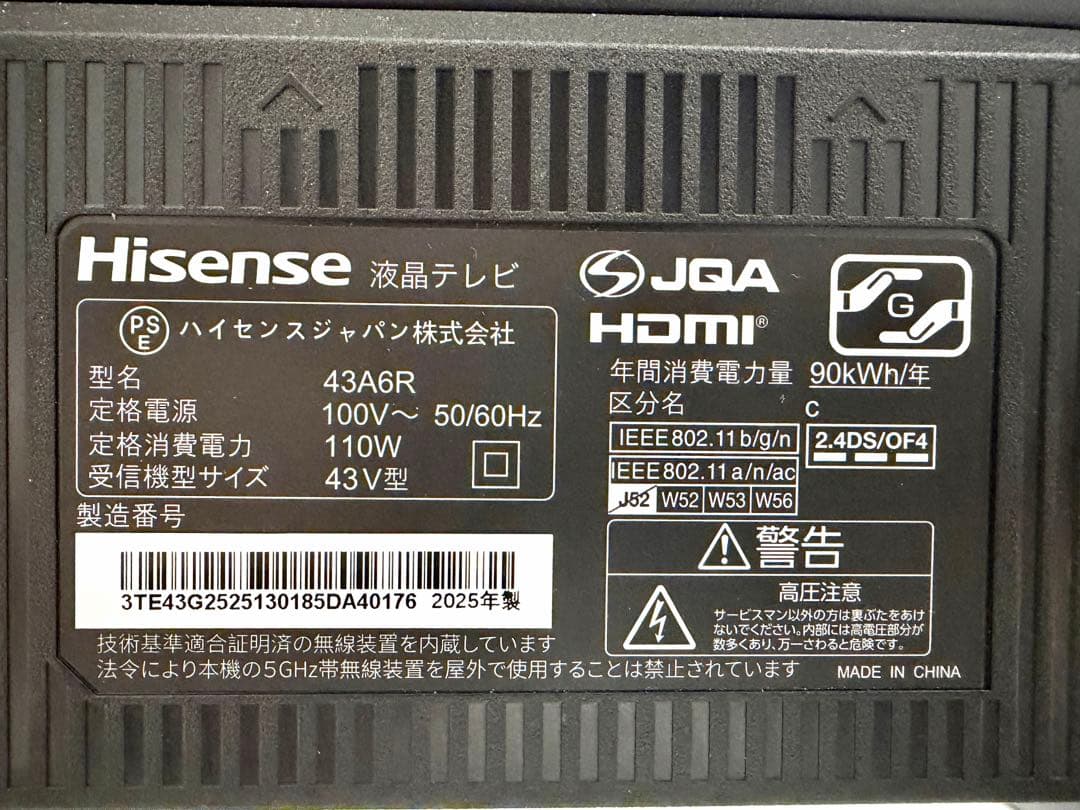 Hisense 液晶テレビ
PSE ハイセンスジャパン株式会社
型名 43A6R
定格電源 100V～ 50/60Hz
定格消費電力 110W
受信機型サイズ 43V型
製造番号
3TE43G2525130185DA40176 2025年製
技術基準適合証明済の無線装置を内蔵しています
法令により本機の5GHz帯無線装置を屋外で使用することは禁止されています
JQA
HDMI®
G
年間消費電力量 90kWh/年
区分名 C
IEEE802.11b/g/n
2.4DS/OF4
IEEE802.11a/n/ac
J52 W52 W53 W56
警告
高圧注意
サービスマン以外の方は裏ぶたをあけ
ないでください。内部には高電圧部分が
数多くあり、万一さわると危険です。
MADE IN CHINA